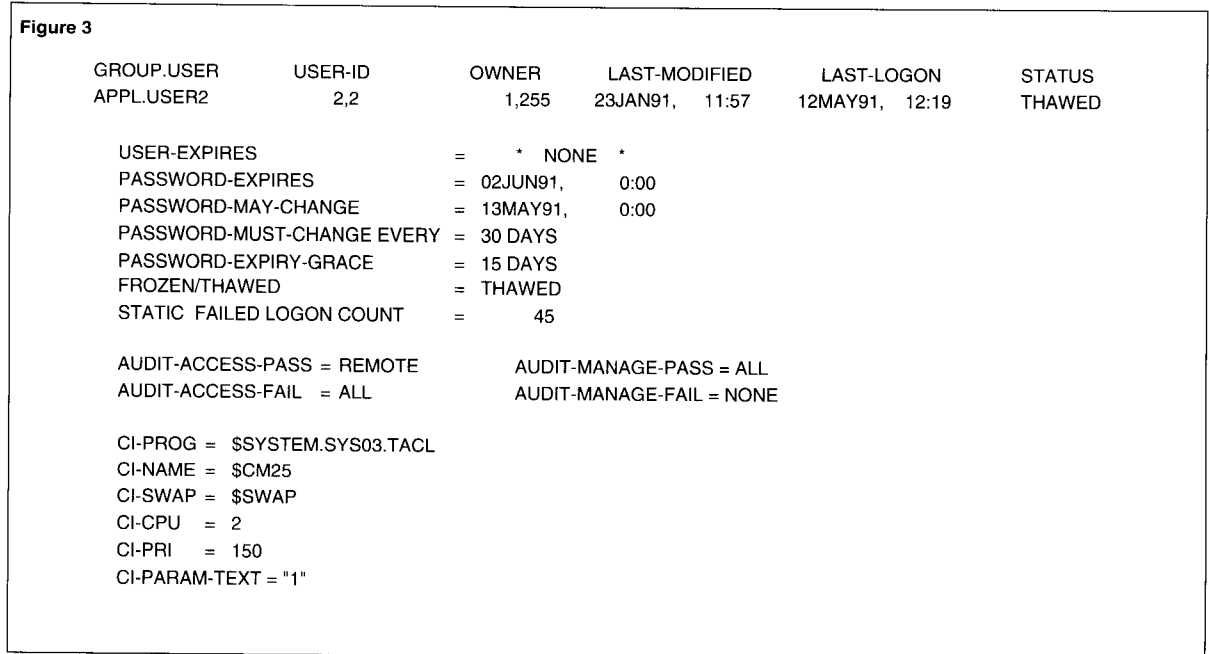 Figure 3
GROUP.USER USER-ID OWNER LAST-MODIFIED LAST-LOGON STATUS
APPL.USER2 2,2 1,255 23JAN91, 11:57 12MAY91, 12:19 THAWED
USER-EXPIRES = * NONE *
PASSWORD-EXPIRES = 02JUN91, 0:00
PASSWORD-MAY-CHANGE = 13MAY91, 0:00
PASSWORD-MUST-CHANGE EVERY = 30 DAYS
PASSWORD-EXPIRY-GRACE = 15 DAYS
FROZEN/THAWED = THAWED
STATIC FAILED LOGON COUNT = 45
AUDIT-ACCESS-PASS = REMOTE AUDIT-MANAGE-PASS = ALL
AUDIT-ACCESS-FAIL = ALL AUDIT-MANAGE-FAIL = NONE
CI-PROG = $SYSTEM.SYS03.TACL
CI-NAME = $CM25
CI-SWAP = $SWAP
CI-CPU = 2
CI-PRI = 150
CI-PARAM-TEXT = "1"